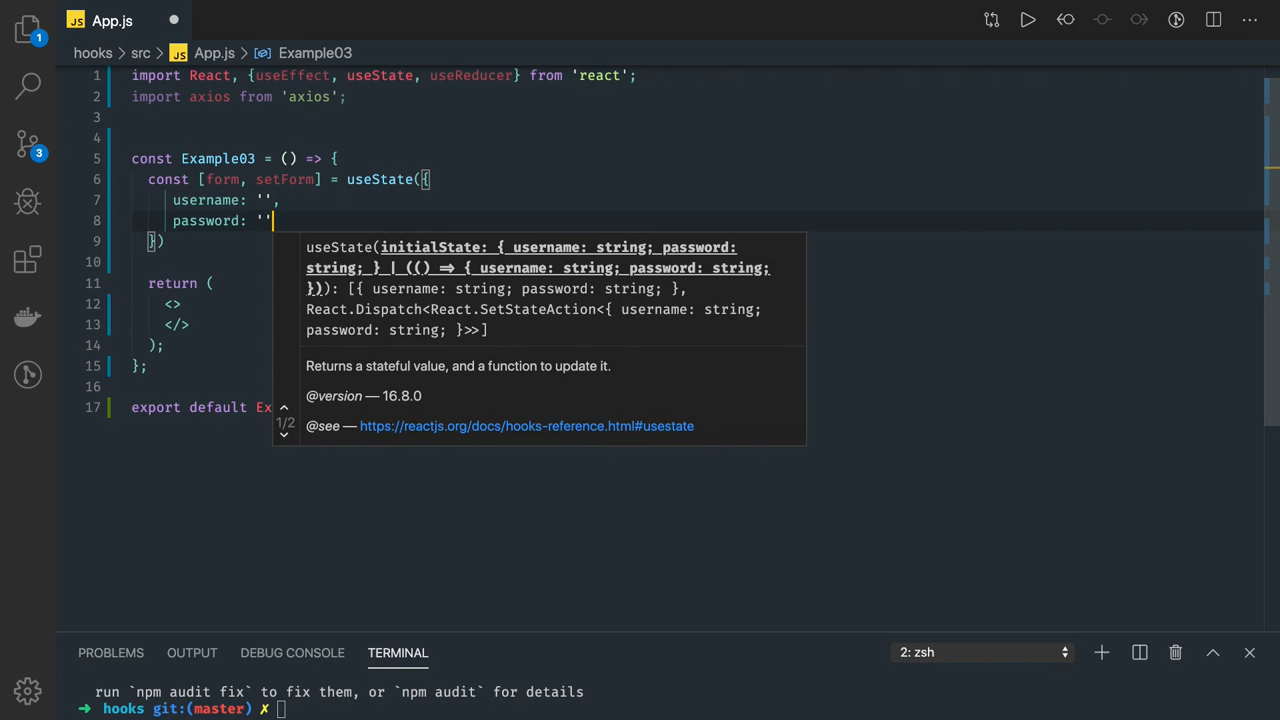 JS App.js
hooks > src > JS App.js > Example03
1 import React, {useEffect, useState, useReducer} from 'react';
2 import axios from 'axios';
3
4
5 const Example03 = () => {
6 const [form, setForm] = useState({
7 username: '',
8 password: ''
9 })
10
11 return (
12 <>
13 </>
14 );
15 };
16
17 export default Ex
useState(initialState: { username: string; password:
string; } | (() => { username: string; password: string;
})): [{ username: string; password: string; },
React.Dispatch<React.SetStateAction<{ username: string;
password: string; }>>]
Returns a stateful value, and a function to update it.
@version — 16.8.0
1/2
@see — https://reactjs.org/docs/hooks-reference.html#usestate
1
3
PROBLEMS OUTPUT DEBUG CONSOLE TERMINAL 2: zsh
run `npm audit fix` to fix them, or `npm audit` for details
➜ hooks git:(master) ✗